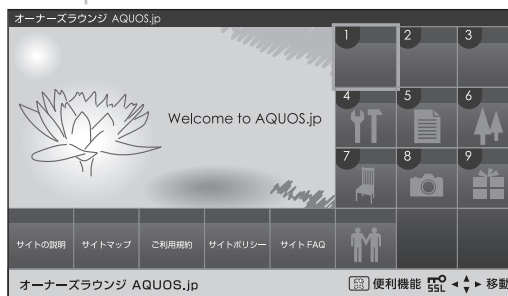 オーナーズラウンジ AQUOS.jp
1 2 3
Welcome to AQUOS.jp
4 5 6
7 8 9
サイトの説明 サイトマップ ご利用規約 サイトポリシー サイト FAQ
オーナーズラウンジ AQUOS.jp 便利機能 SSL 移動